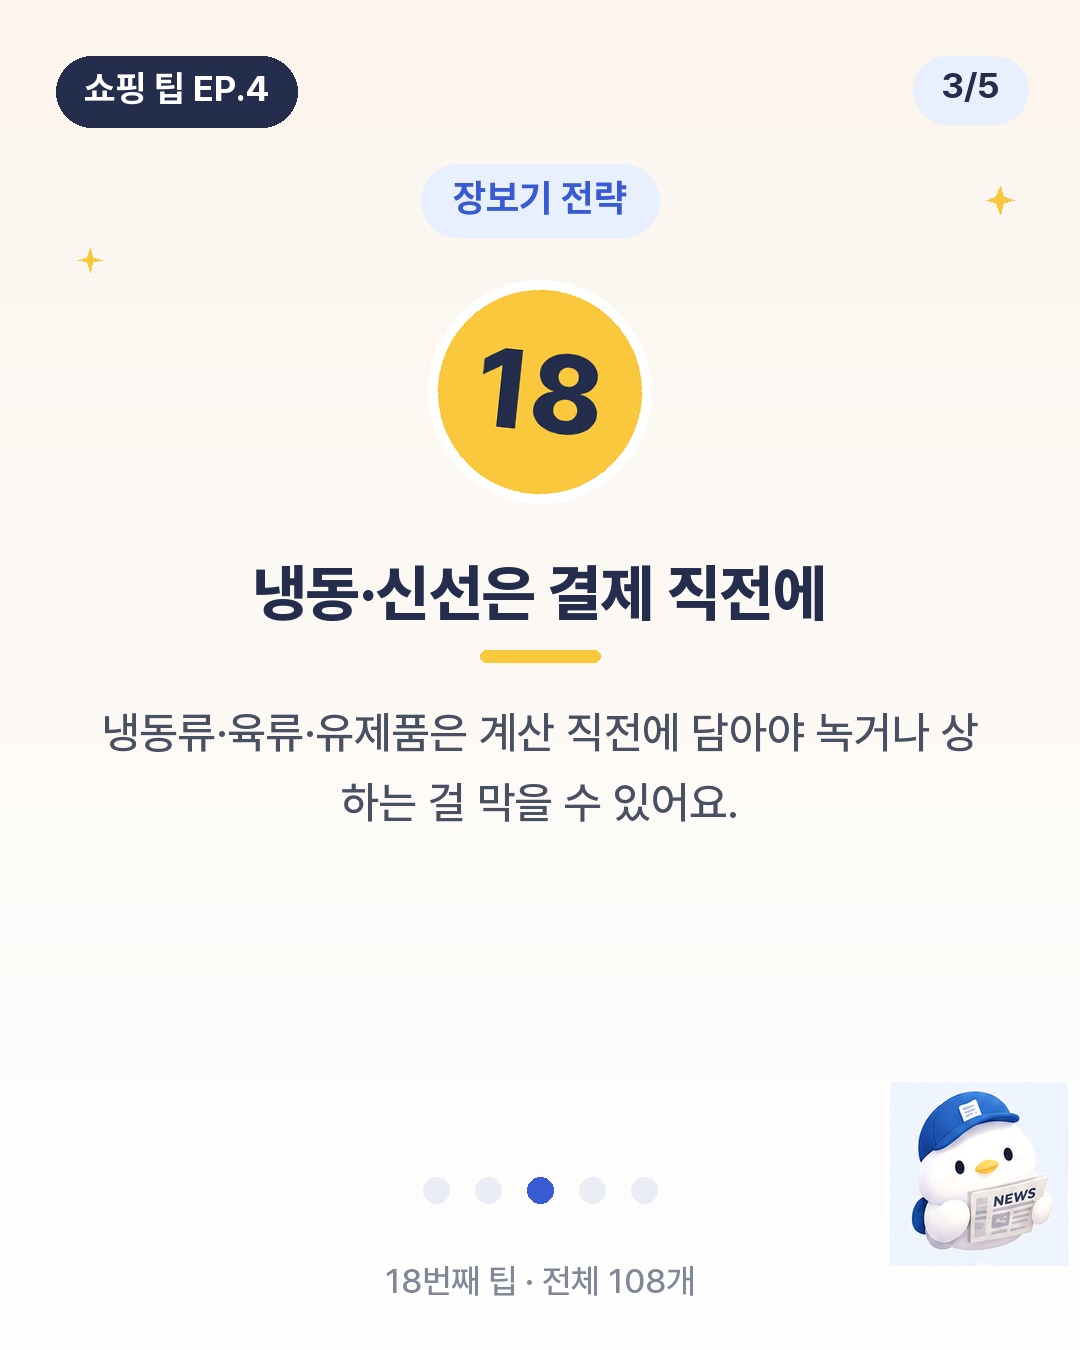 쇼핑 팁 EP.4
3/5
장보기 전략
18
냉동·신선은 결제 직전에
냉동류·육류·유제품은 계산 직전에 담아야 녹거나 상
하는 걸 막을 수 있어요.
NEWS
18번째 팁 · 전체 108개